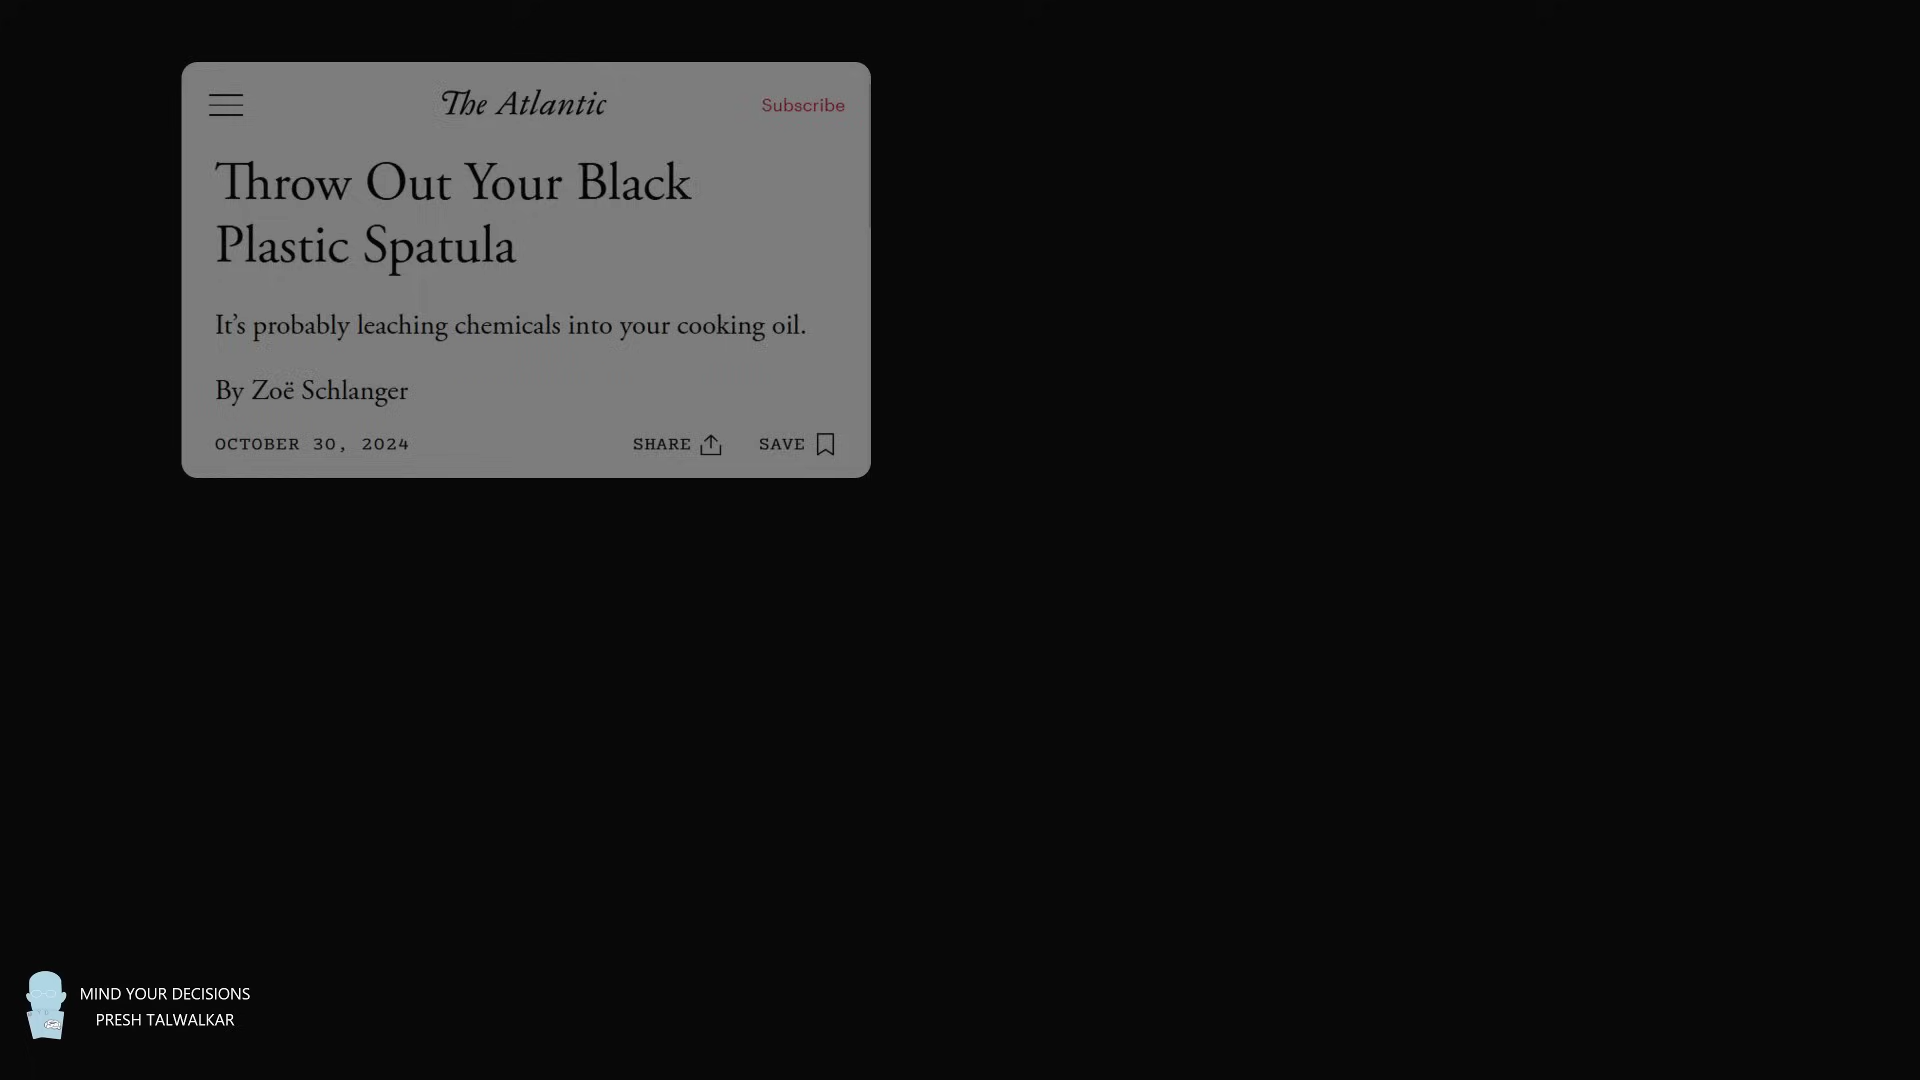 The Atlantic
Subscribe
Throw Out Your Black
Plastic Spatula
It’s probably leaching chemicals into your cooking oil.
By Zoë Schlanger
OCTOBER 30, 2024
SHARE
SAVE
MIND YOUR DECISIONS
PRESH TALWALKAR